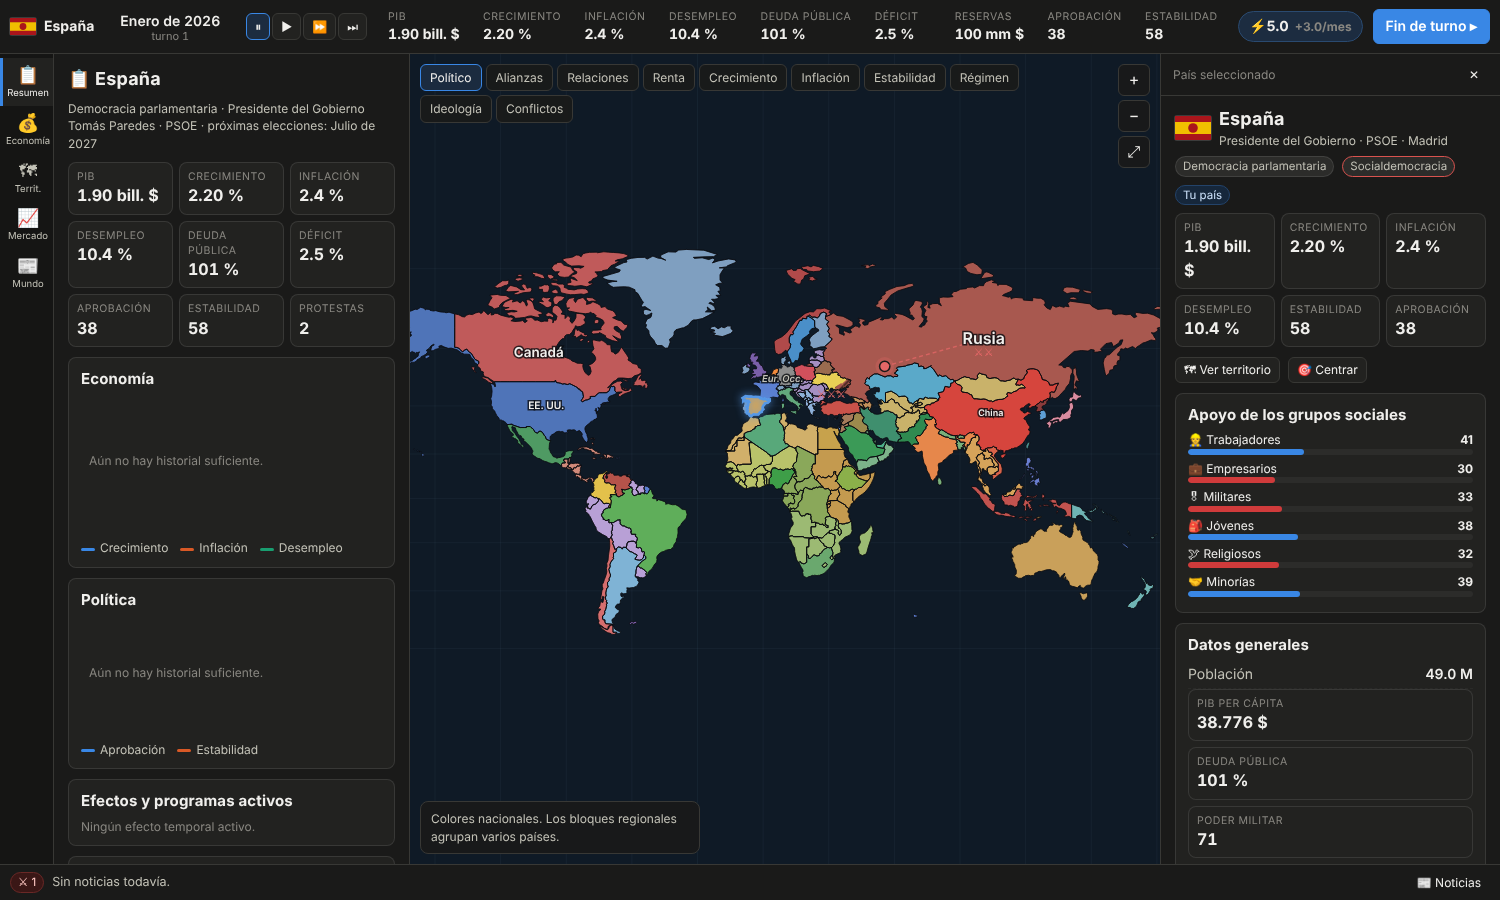 España
Enero de 2026
turno 1
PIB
1.90 bill. $
CRECIMIENTO
2.20 %
INFLACIÓN
2.4 %
DESEMPLEO
10.4 %
DEUDA PÚBLICA
101 %
DÉFICIT
2.5 %
RESERVAS
100 mm $
APROBACIÓN
38
ESTABILIDAD
58
⚡5.0 +3.0/mes
Fin de turno ▸
Resumen
Economía
Territ.
Mercado
Mundo
España
Democracia parlamentaria · Presidente del Gobierno
Tomás Paredes · PSOE · próximas elecciones: Julio de
2027
PIB
1.90 bill. $
CRECIMIENTO
2.20 %
INFLACIÓN
2.4 %
DESEMPLEO
10.4 %
DEUDA
PÚBLICA
101 %
DÉFICIT
2.5 %
APROBACIÓN
38
ESTABILIDAD
58
PROTESTAS
2
Economía
Aún no hay historial suficiente.
Crecimiento Inflación Desempleo
Política
Aún no hay historial suficiente.
Aprobación Estabilidad
Efectos y programas activos
Ningún efecto temporal activo.
Político Alianzas Relaciones Renta Crecimiento Inflación Estabilidad Régimen
Ideología Conflictos
+
−
Canadá
EE. UU.
Rusia
Eur. Occ.
China
Colores nacionales. Los bloques regionales
agrupan varios países.
País seleccionado ✕
España
Presidente del Gobierno · PSOE · Madrid
Democracia parlamentaria Socialdemocracia
Tu país
PIB
1.90 bill.
$
CRECIMIENTO
2.20 %
INFLACIÓN
2.4 %
DESEMPLEO
10.4 %
ESTABILIDAD
58
APROBACIÓN
38
Ver territorio Centrar
Apoyo de los grupos sociales
Trabajadores 41
Empresarios 30
Militares 33
Jóvenes 38
Religiosos 32
Minorías 39
Datos generales
Población 49.0 M
PIB PER CÁPITA
38.776 $
DEUDA PÚBLICA
101 %
PODER MILITAR
71
⚔ 1 Sin noticias todavía.
Noticias